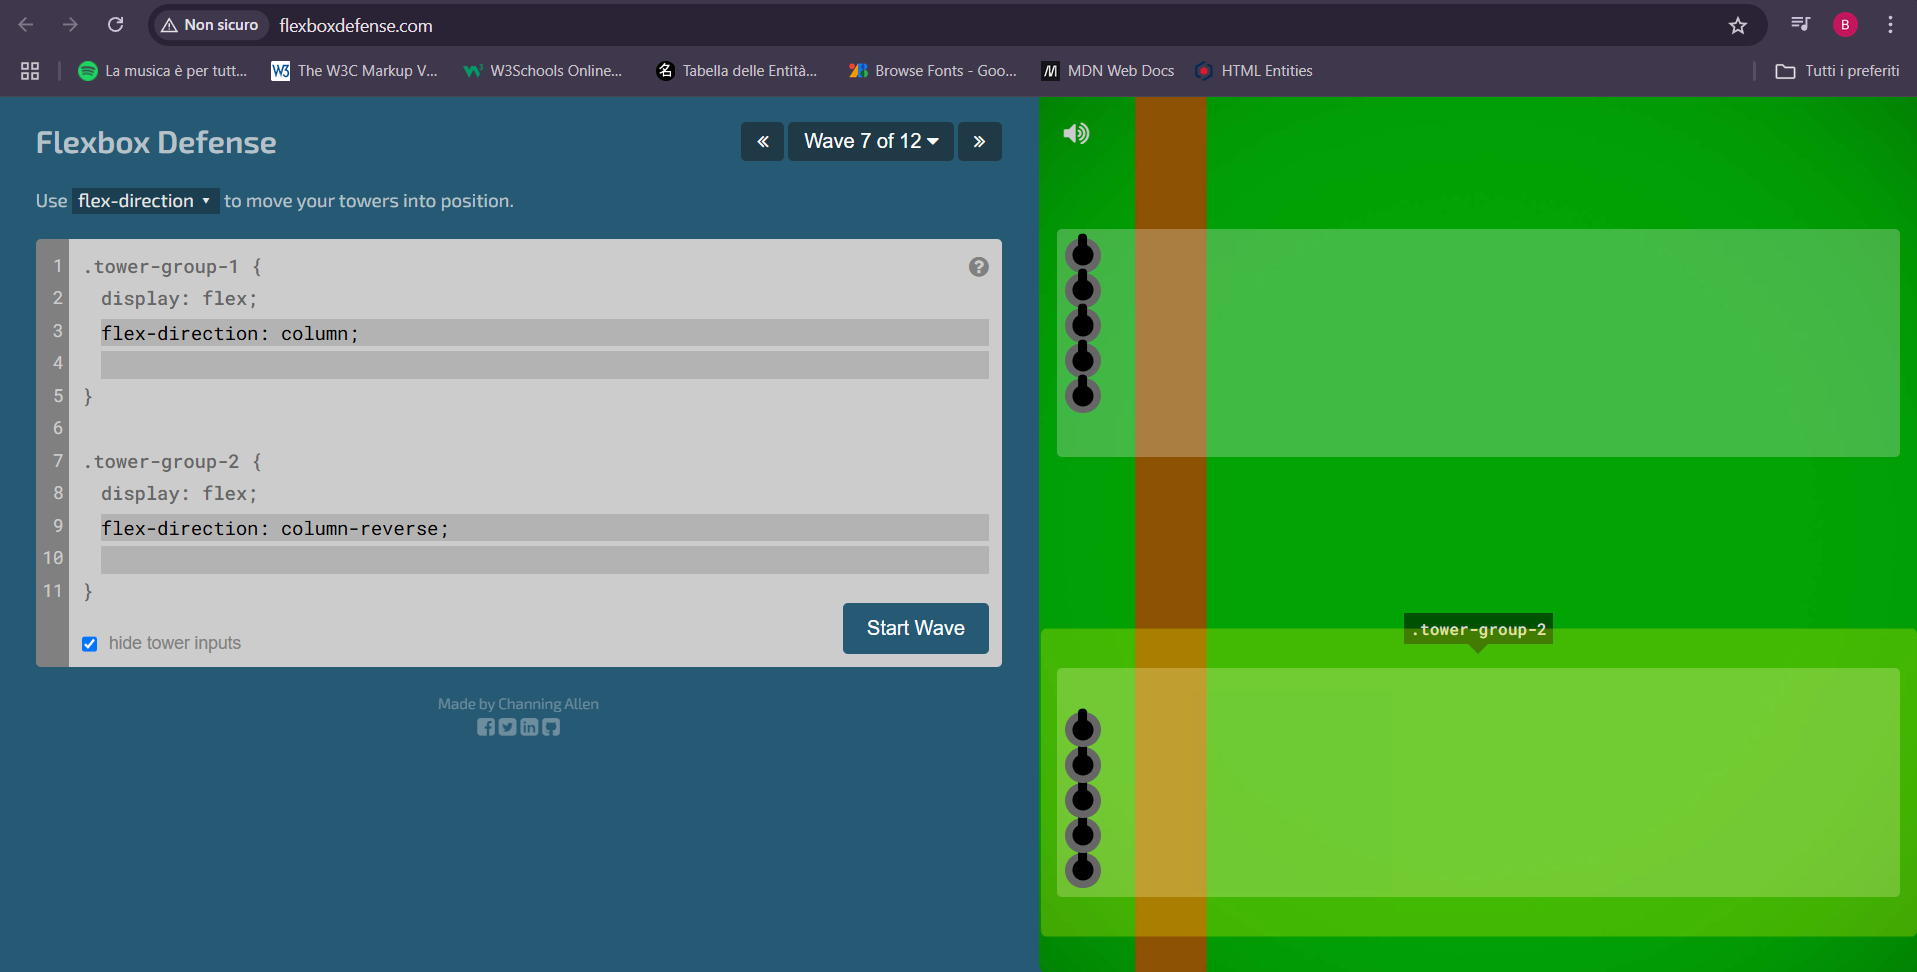 Non sicuro
flexboxdefense.com
La musica è per tutt...
The W3C Markup V...
W3Schools Online...
名
Tabella delle Entità...
Browse Fonts - Goo...
MDN Web Docs
HTML Entities
Tutti i preferiti
B
Flexbox Defense
« Wave 7 of 12 »
Use flex-direction to move your towers into position.
1 .tower-group-1 {
2 display: flex;
3 flex-direction: column;
4
5 }
6
7 .tower-group-2 {
8 display: flex;
9 flex-direction: column-reverse;
10
11 }
hide tower inputs
Start Wave
Made by Channing Allen
.tower-group-2